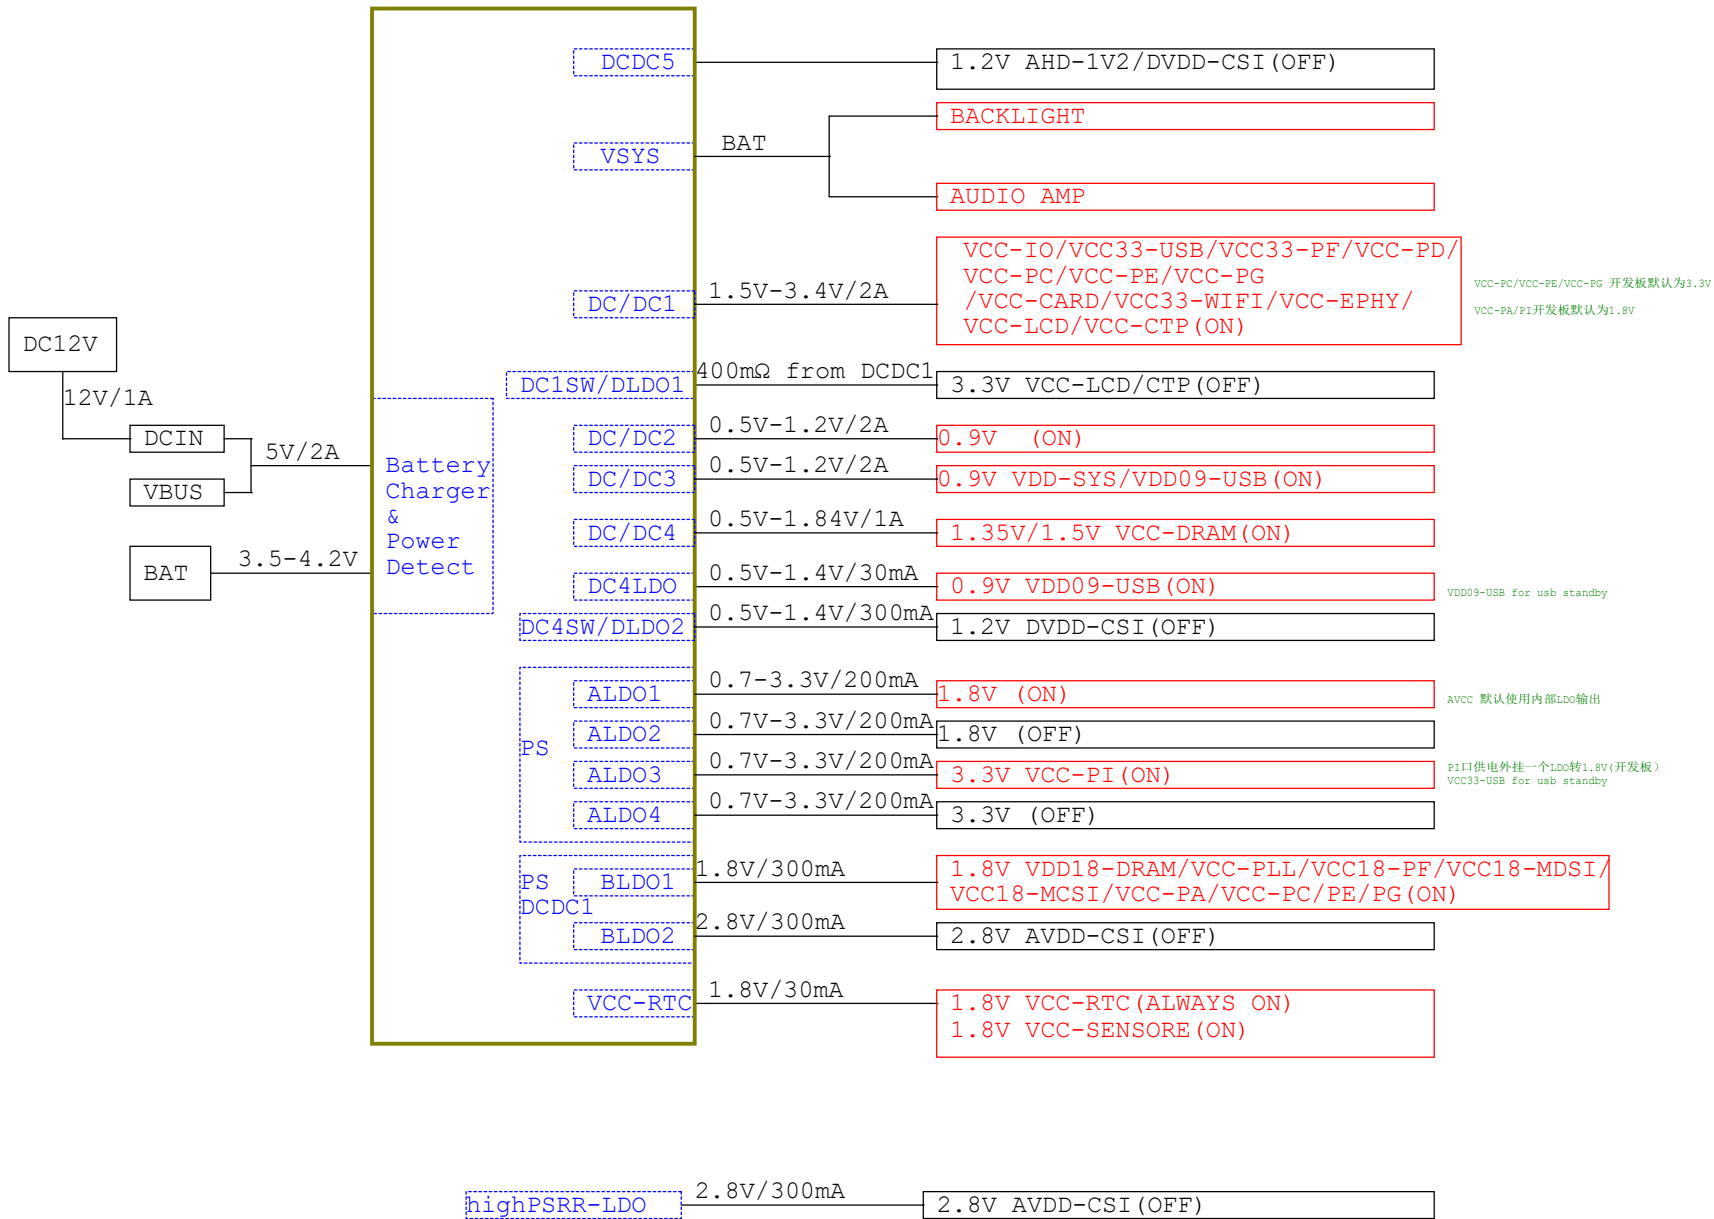 DCDC5
1.2V AHD-1V2/DVDD-CSI(OFF)
BACKLIGHT
VSYS
BAT
AUDIO AMP
DC/DC1
1.5V-3.4V/2A
VCC-IO/VCC33-USB/VCC33-PF/VCC-PD/
VCC-PC/VCC-PE/VCC-PG
/VCC-CARD/VCC33-WIFI/VCC-EPHY/
VCC-LCD/VCC-CTP(ON)
VCC-PC/VCC-PE/VCC-PG 开发板默认为3.3V
VCC-PA/PI开发板默认为1.8V
DC12V
12V/1A
DCIN
VBUS
5V/2A
BAT
3.5-4.2V
Battery
Charger
&
Power
Detect
DC1SW/DLDO1
400mΩ from DCDC1
3.3V VCC-LCD/CTP(OFF)
DC/DC2
0.5V-1.2V/2A
0.9V (ON)
DC/DC3
0.5V-1.2V/2A
0.9V VDD-SYS/VDD09-USB(ON)
DC/DC4
0.5V-1.84V/1A
1.35V/1.5V VCC-DRAM(ON)
DC4LDO
0.5V-1.4V/30mA
0.9V VDD09-USB(ON)
VDD09-USB for usb standby
DC4SW/DLDO2
0.5V-1.4V/300mA
1.2V DVDD-CSI(OFF)
PS
ALDO1
0.7-3.3V/200mA
1.8V (ON)
AVCC 默认使用内部LDO输出
ALDO2
0.7V-3.3V/200mA
1.8V (OFF)
ALDO3
0.7V-3.3V/200mA
3.3V VCC-PI(ON)
PI口供电外挂一个LDO转1.8V(开发板）
VCC33-USB for usb standby
ALDO4
0.7V-3.3V/200mA
3.3V (OFF)
PS
DCDC1
BLDO1
1.8V/300mA
1.8V VDD18-DRAM/VCC-PLL/VCC18-PF/VCC18-MDSI/
VCC18-MCSI/VCC-PA/VCC-PC/PE/PG(ON)
BLDO2
2.8V/300mA
2.8V AVDD-CSI(OFF)
VCC-RTC
1.8V/30mA
1.8V VCC-RTC(ALWAYS ON)
1.8V VCC-SENSORE(ON)
highPSRR-LDO
2.8V/300mA
2.8V AVDD-CSI(OFF)